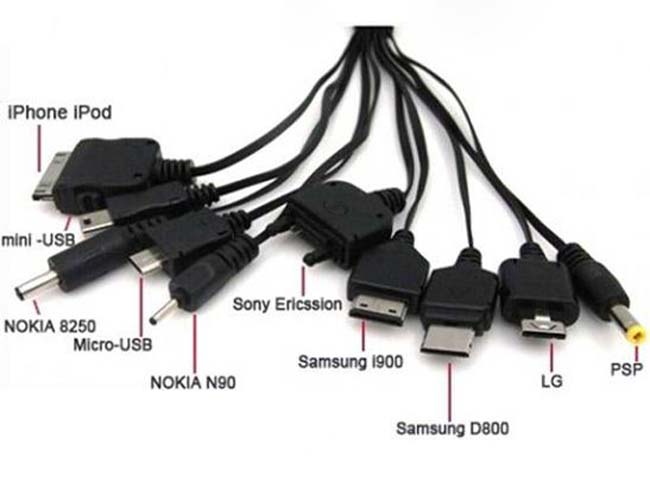 iPhone iPod
mini -USB
NOKIA 8250
Micro-USB
NOKIA N90
Sony Ericssion
Samsung i900
Samsung D800
LG
PSP